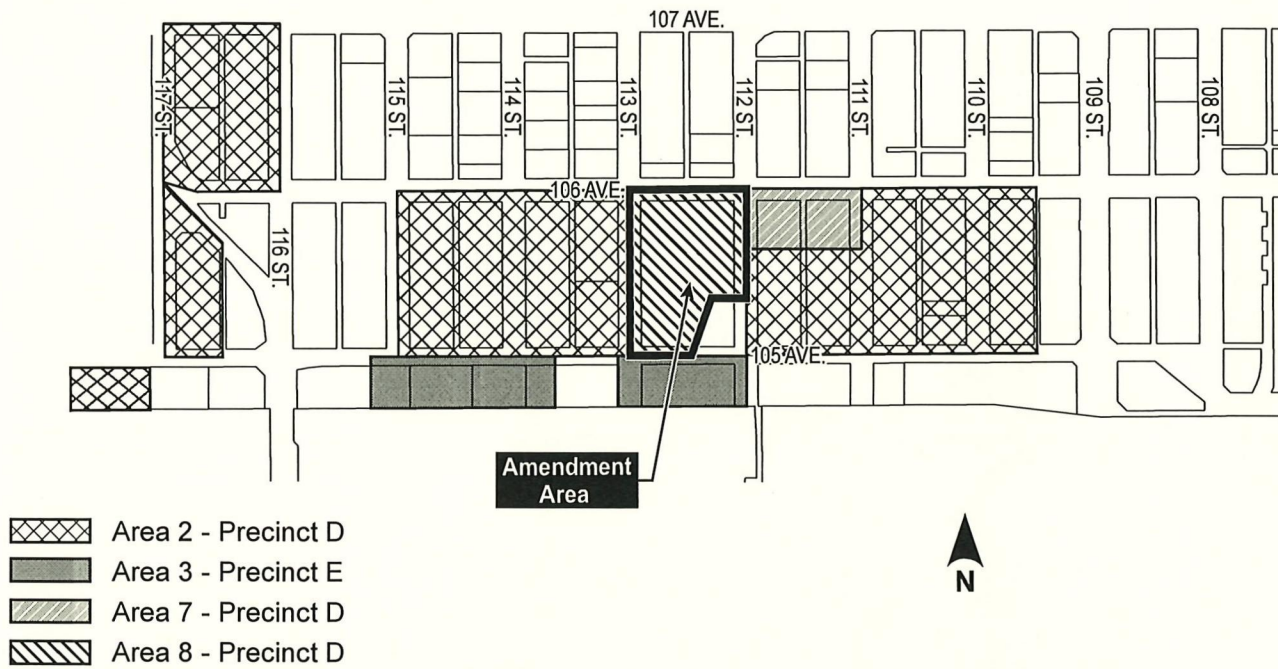 107 AVE.
117 ST.
115 ST.
114 ST.
113 ST.
112 ST.
111 ST.
110 ST.
109 ST.
108 ST.
106 AVE.
116 ST.
105 AVE.
Amendment
Area
Area 2 - Precinct D
Area 3 - Precinct E
Area 7 - Precinct D
Area 8 - Precinct D
N